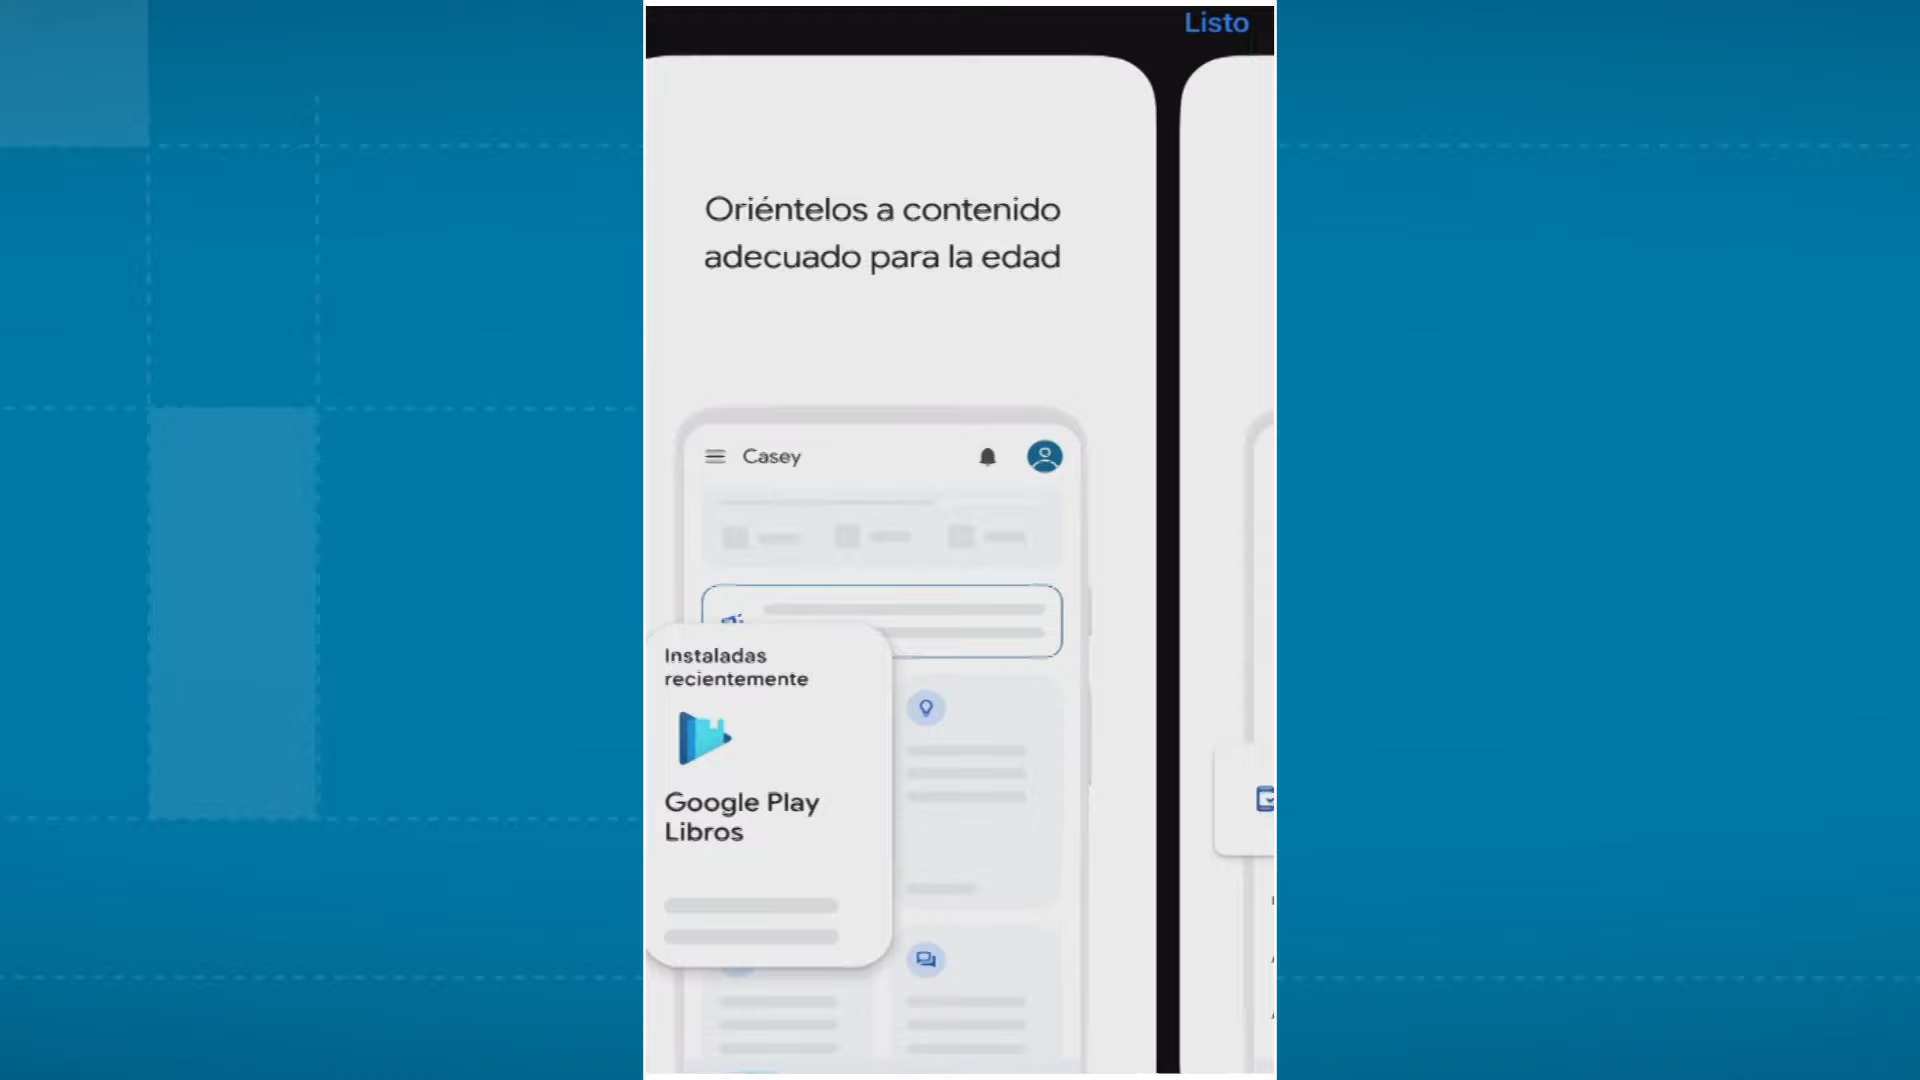 Listo
Oriéntelos a contenido
adecuado para la edad
Casey
Instaladas
recientemente
Google Play
Libros